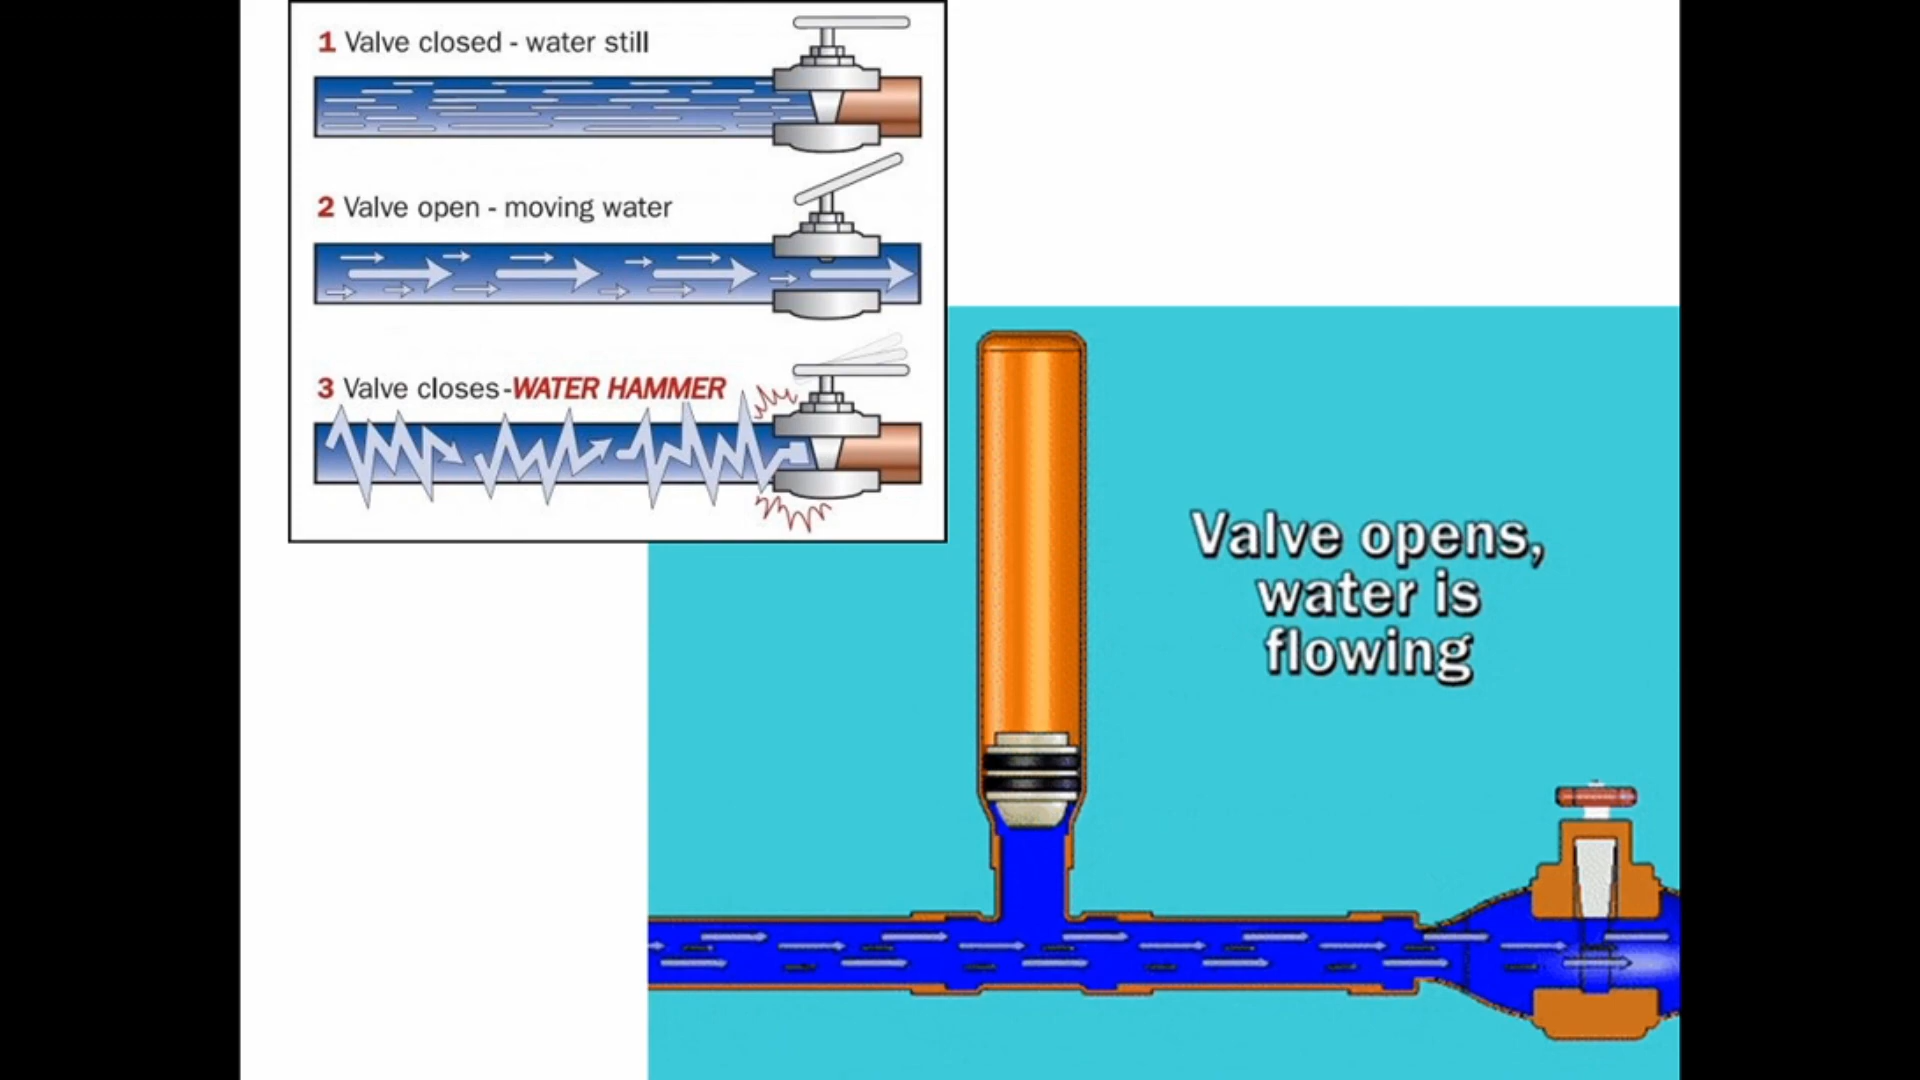 1 Valve closed - water still
2 Valve open - moving water
3 Valve closes-WATER HAMMER
Valve opens,
water is
flowing